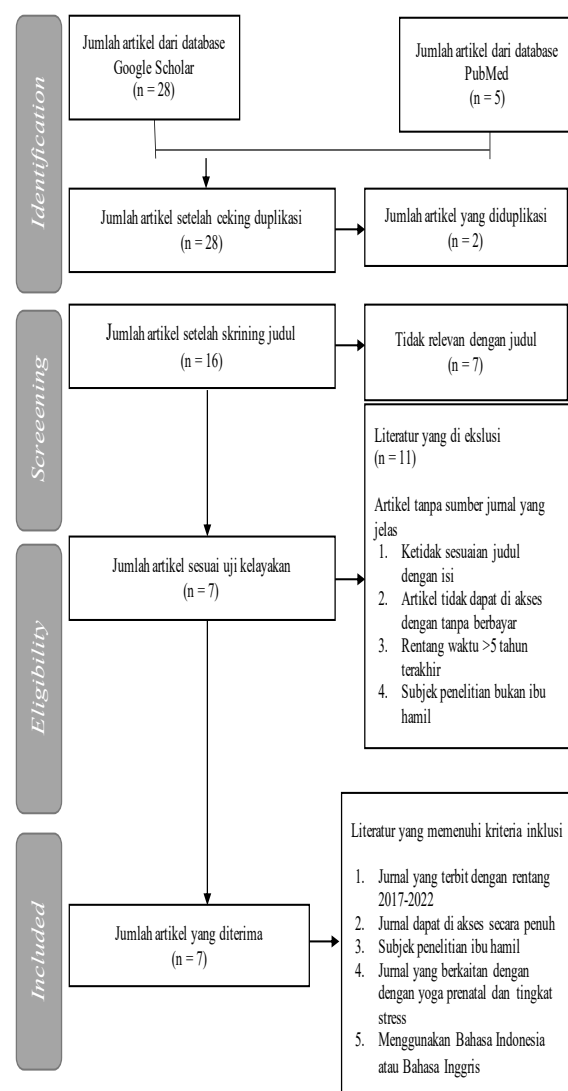 Identification
Jumlah artikel dari database
Google Scholar
(n = 28)
Jumlah artikel dari database
PubMed
(n = 5)
Jumlah artikel setelah ceking duplikasi
(n = 28)
Jumlah artikel yang diduplikasi
(n = 2)
Screeening
Jumlah artikel setelah skrining judul
(n = 16)
Tidak relevan dengan judul
(n = 7)
Eligibility
Jumlah artikel sesuai uji kelayakan
(n = 7)
Literatur yang di ekslusi
(n = 11)
Artikel tanpa sumber jurnal yang
jelas
1. Ketidak sesuaian judul
dengan isi
2. Artikel tidak dapat di akses
dengan tanpa berbayar
3. Rentang waktu >5 tahun
terakhir
4. Subjek penelitian bukan ibu
hamil
Included
Jumlah artikel yang diterima
(n = 7)
Literatur yang memenuhi kriteria inklusi
1. Jurnal yang terbit dengan rentang
2017-2022
2. Jurnal dapat di akses secara penuh
3. Subjek penelitian ibu hamil
4. Jurnal yang berkaitan dengan
dengan yoga prenatal dan tingkat
stress
5. Menggunakan Bahasa Indonesia
atau Bahasa Inggris